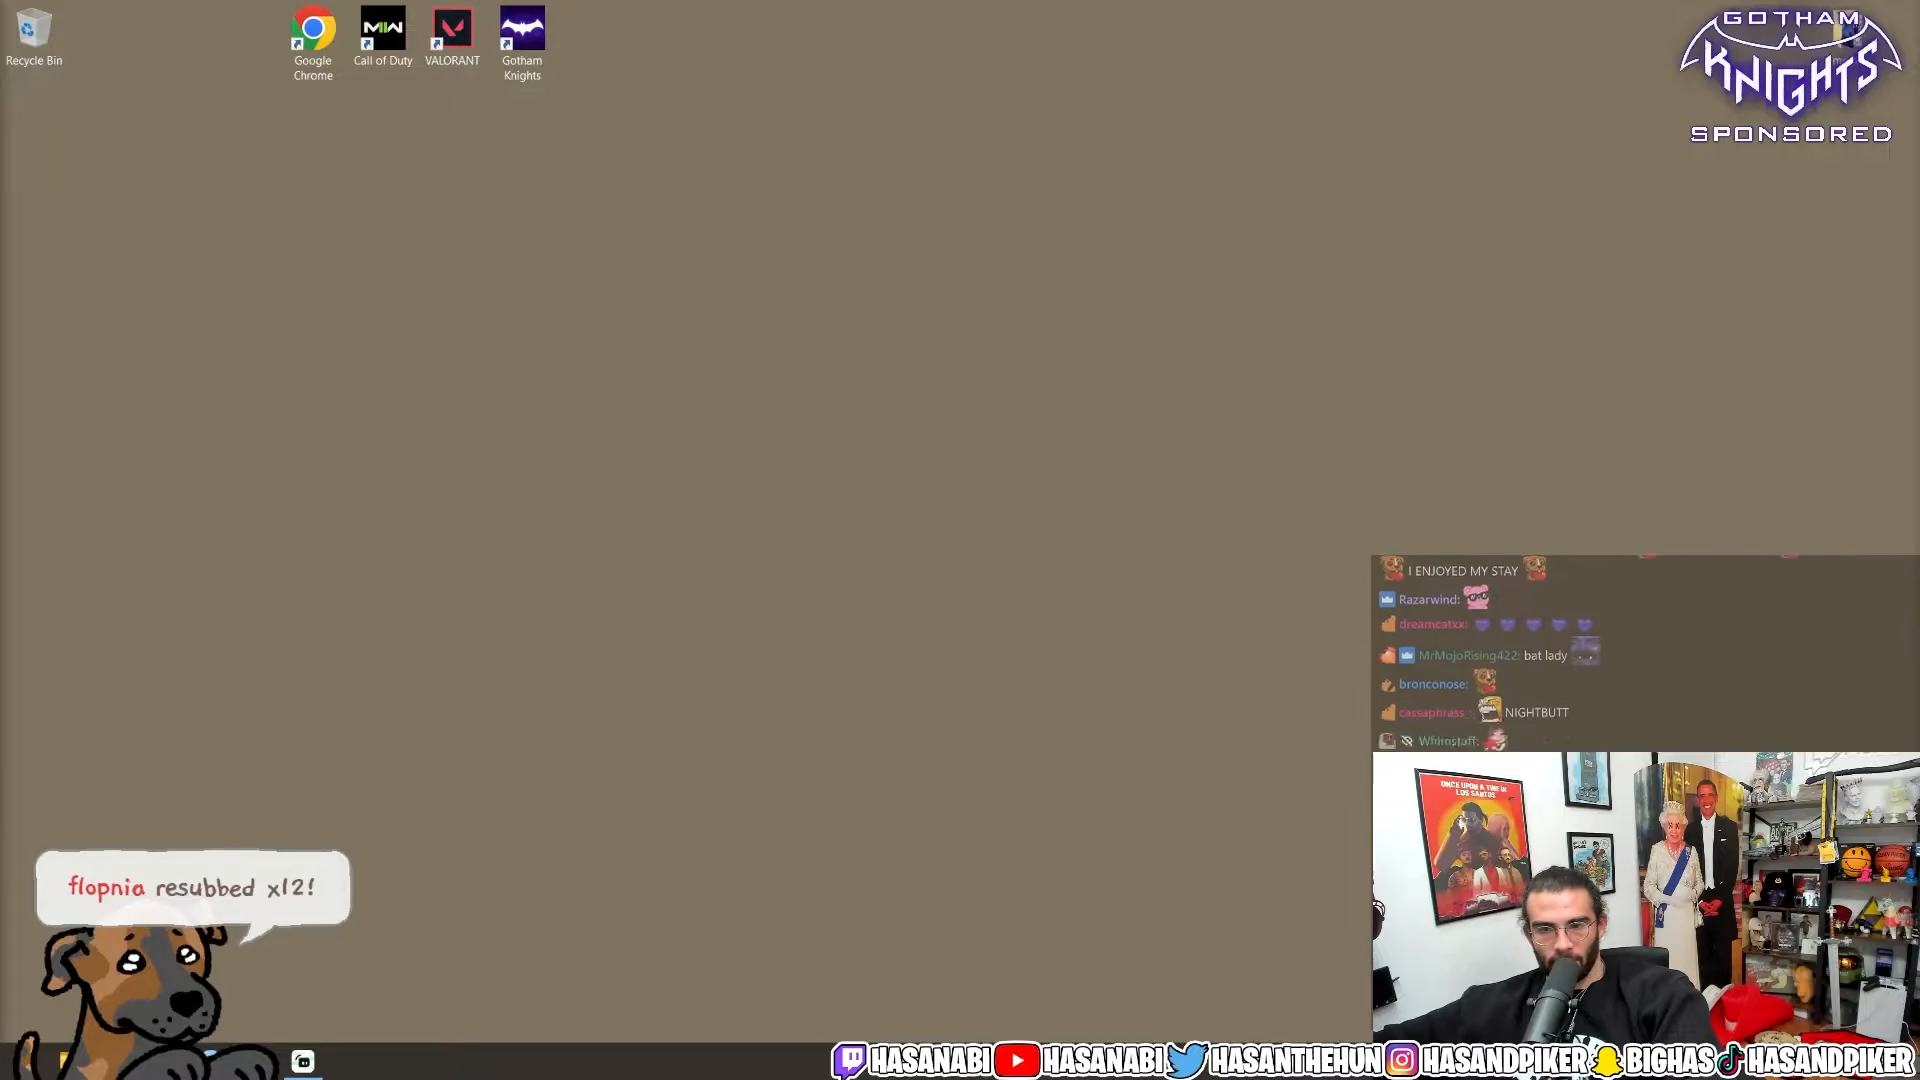 Recycle Bin
Google
Chrome
MW
Call of Duty
VALORANT
Gotham
Knights
GOTHAM
KNIGHTS
SPONSORED
I ENJOYED MY STAY
Razarwind:
dreamcatxx:
MrMojoRising422: bat lady
bronconose:
cassaphrass NIGHTBUTT
Whimstaff:
ONCE UPON A TIME IN
LOS SANTOS
flopnia resubbed x12!
HASANABI HASANABI HASANTHEHUN HASANDPIKER BIGHAS HASANDPIKER